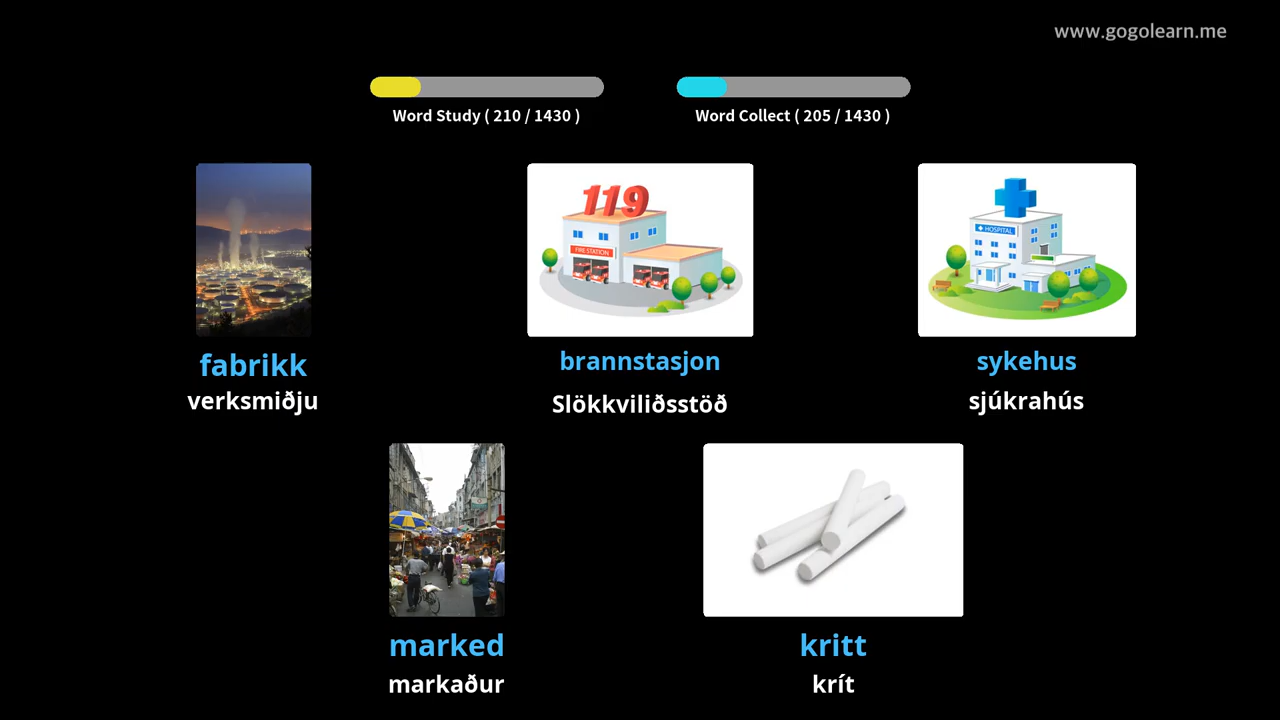 www.gogolearn.me
Word Study ( 210 / 1430 )
Word Collect ( 205 / 1430 )
119
FIRE STATION
HOSPITAL
fabrikk
brannstasjon
sykehus
verksmiðju
Slökkviliðsstöð
sjúkrahús
marked
kritt
markaður
krít